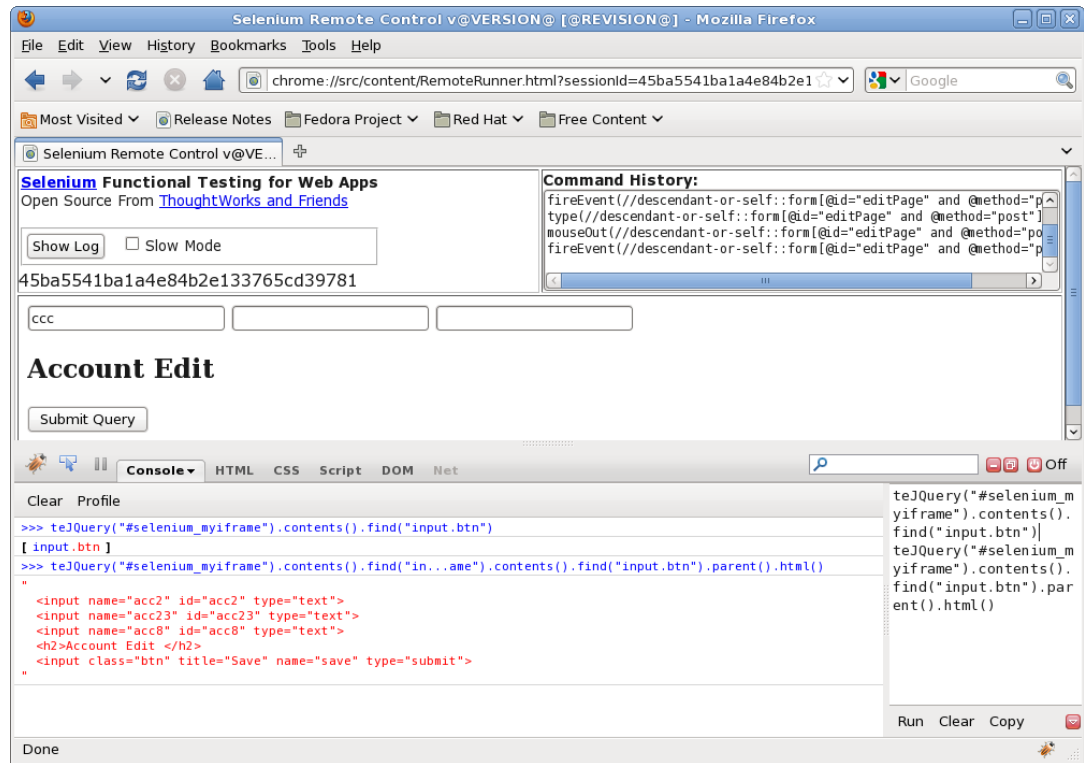 Selenium Remote Control v@VERSION@ [@REVISION@] - Mozilla Firefox
File Edit View History Bookmarks Tools Help
chrome://src/content/RemoteRunner.html?sessionId=45ba5541ba1a4e84b2e1
Google
Most Visited Release Notes Fedora Project Red Hat Free Content
Selenium Remote Control v@VE...
Selenium Functional Testing for Web Apps
Open Source From ThoughtWorks and Friends
Show Log Slow Mode
45ba5541ba1a4e84b2e133765cd39781
Command History:
fireEvent(//descendant-or-self::form[@id="editPage" and @method="p
type(//descendant-or-self::form[@id="editPage" and @method="post"]
mouseOut(//descendant-or-self::form[@id="editPage" and @method="po
fireEvent(//descendant-or-self::form[@id="editPage" and @method="p
ccc
Account Edit
Submit Query
Console HTML CSS Script DOM Net
Off
Clear Profile
>>> teJQuery("#selenium_myiframe").contents().find("input.btn")
[ input.btn ]
>>> teJQuery("#selenium_myiframe").contents().find("in...ame").contents().find("input.btn").parent().html()
"
<input name="acc2" id="acc2" type="text">
<input name="acc23" id="acc23" type="text">
<input name="acc8" id="acc8" type="text">
<h2>Account Edit </h2>
<input class="btn" title="Save" name="save" type="submit">
"
teJQuery("#selenium_m
yiframe").contents().
find("input.btn")
teJQuery("#selenium_m
yiframe").contents().
find("input.btn").par
ent().html()
Run Clear Copy
Done